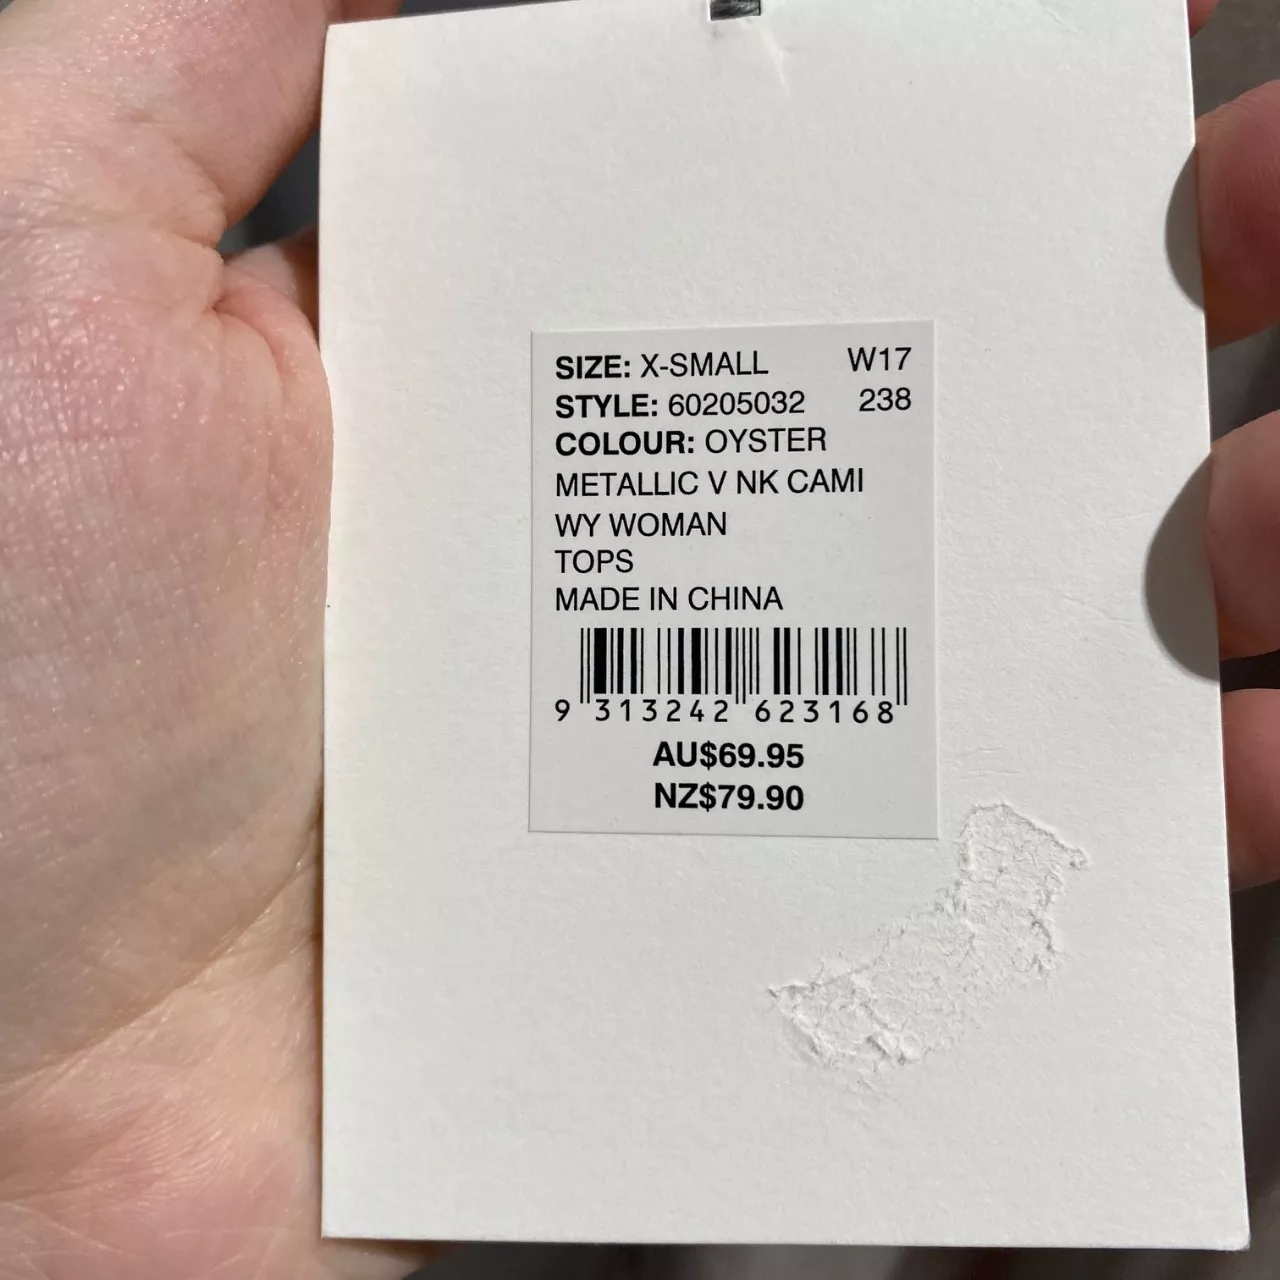 SIZE: X-SMALL W17
STYLE: 60205032 238
COLOUR: OYSTER
METALLIC V NK CAMI
WY WOMAN
TOPS
MADE IN CHINA
9 313242 623168
AU$69.95
NZ$79.90